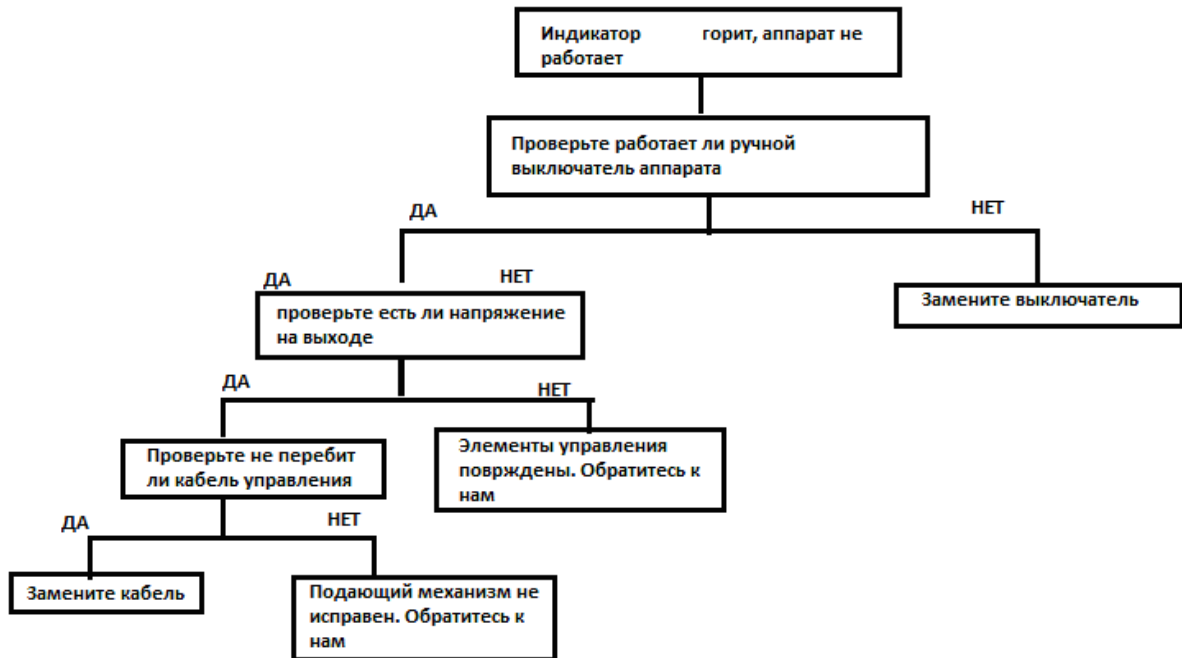 Индикатор горит, аппарат не
работает
Проверьте работает ли ручной
выключатель аппарата
ДА
НЕТ
ДА
НЕТ
проверьте есть ли напряжение
на выходе
Замените выключатель
ДА
НЕТ
Проверьте не перебит
ли кабель управления
Элементы управления
поврждены. Обратитесь к
нам
ДА
НЕТ
Замените кабель
Подающий механизм не
исправен. Обратитесь к
нам